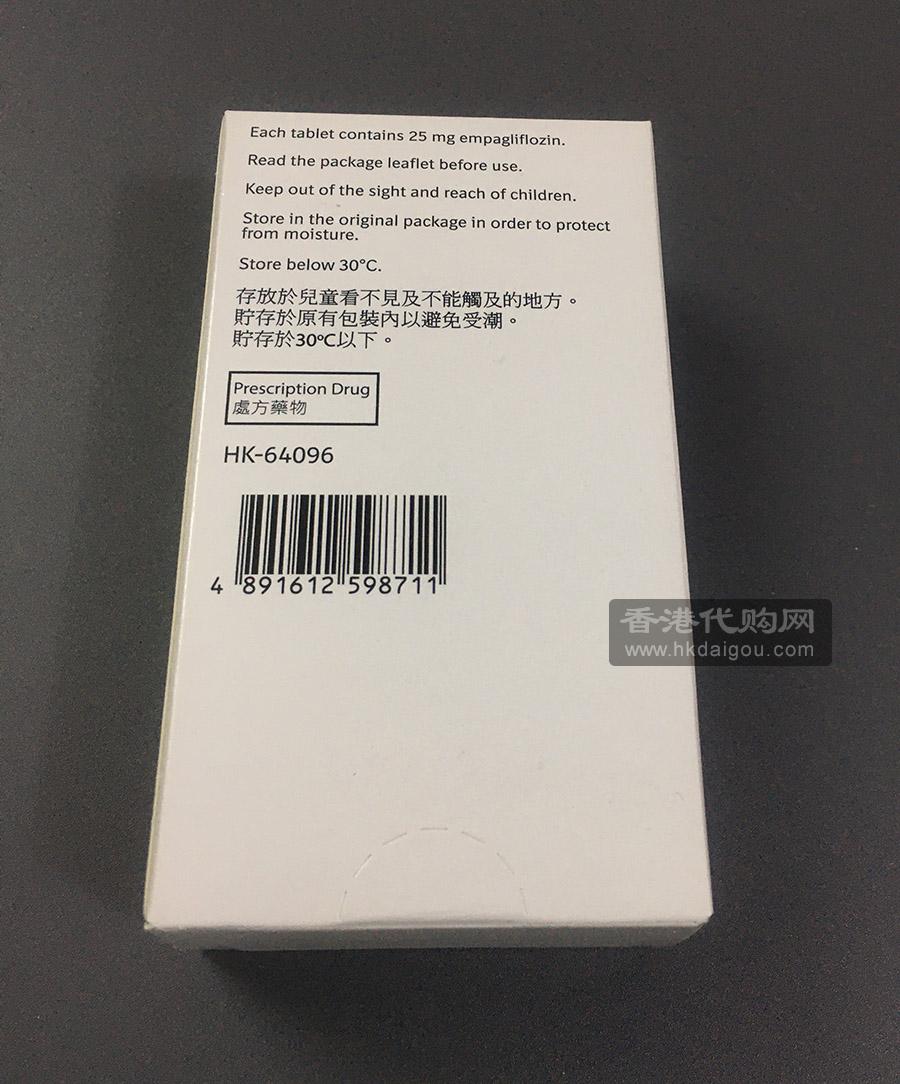 Each tablet contains 25 mg empagliflozin.
Read the package leaflet before use.
Keep out of the sight and reach of children.
Store in the original package in order to protect
from moisture.
Store below 30°C.
存放於兒童看不見及不能觸及的地方。
貯存於原有包裝內以避免受潮。
貯存於30ºC以下。
Prescription Drug
處方藥物
HK-64096
4 891612 598711
香港代购网
www.hkdaigou.com